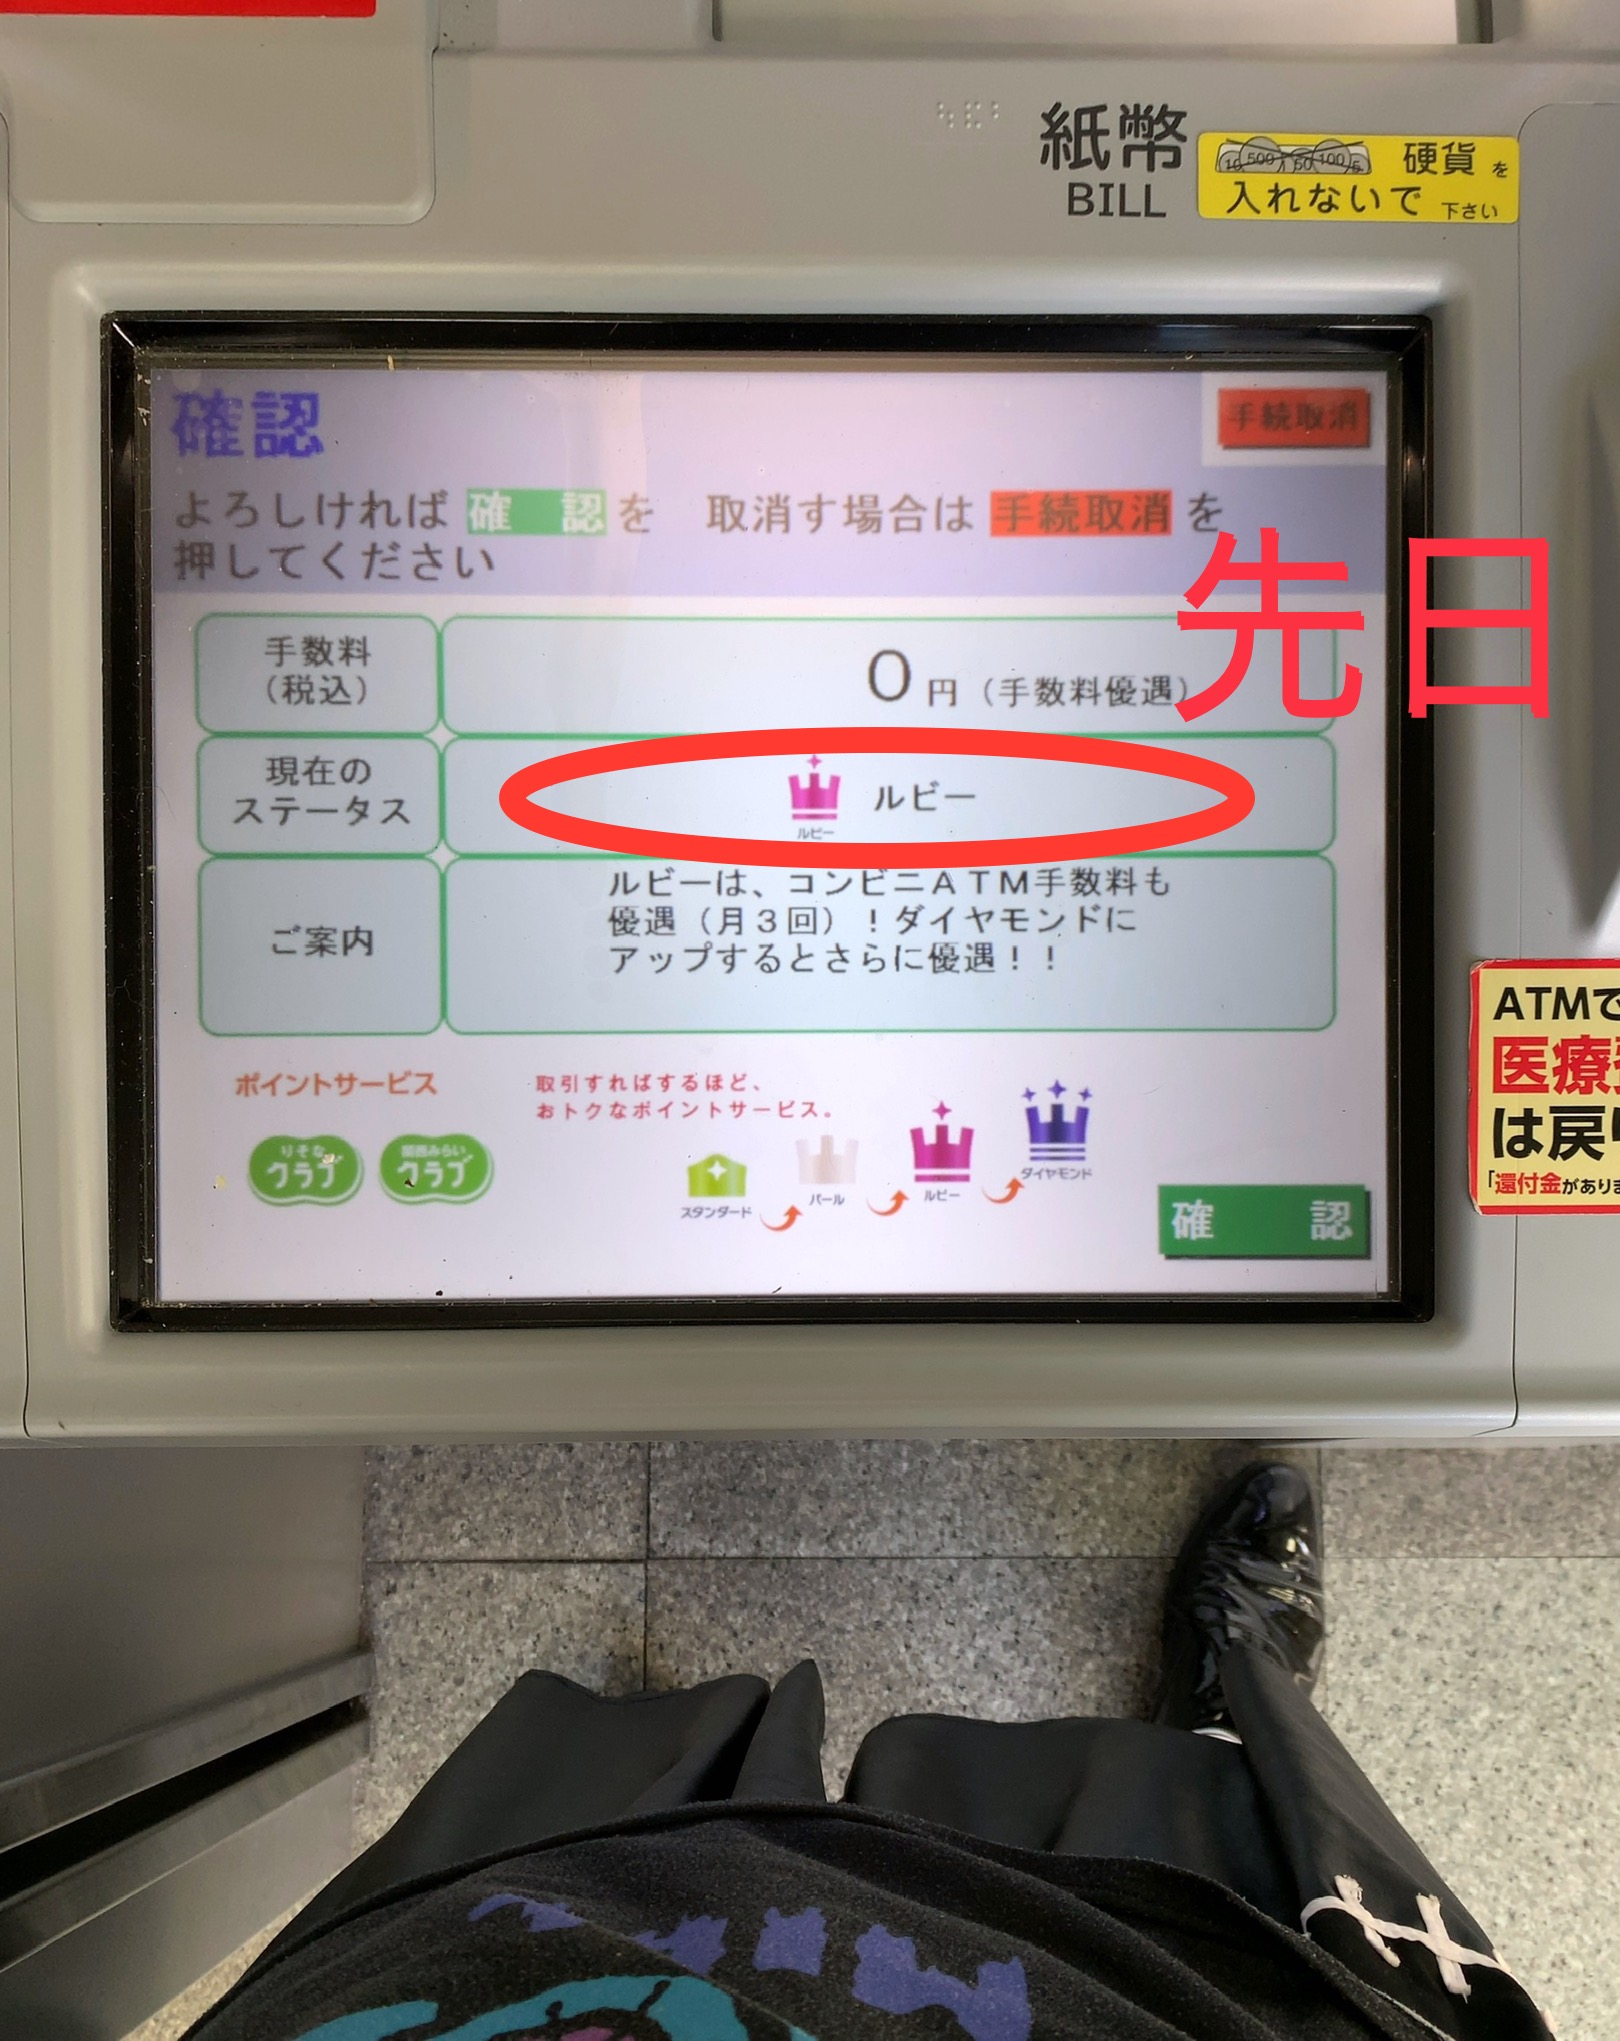 紙幣
BILL
硬貨を
入れないで下さい
確認
手続取消
よろしければ 確 認 を 取消す場合は 手続取消 を
押してください
先日
手数料
（税込）
0円（手数料優遇）
現在の
ステータス
ルビー
ルビー
ご案内
ルビーは、コンビニＡＴＭ手数料も
優遇（月３回）！ダイヤモンドに
アップするとさらに優遇！！
ATMで
医療
は戻り
「還付金があり
ポイントサービス
取引すればするほど、
おトクなポイントサービス。
りそな
クラブ
関西みらい
クラブ
スタンダード
パール
ルビー
ダイヤモンド
確 認